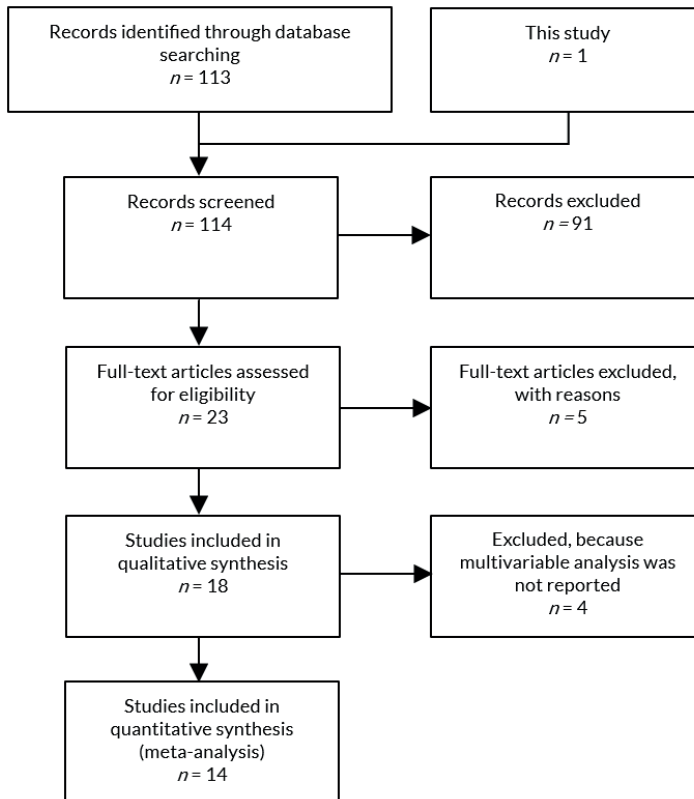 Records identified through database
searching
n = 113
This study
n = 1
Records screened
n = 114
Records excluded
n = 91
Full-text articles assessed
for eligibility
n = 23
Full-text articles excluded,
with reasons
n = 5
Studies included in
qualitative synthesis
n = 18
Excluded, because
multivariable analysis was
not reported
n = 4
Studies included in
quantitative synthesis
(meta-analysis)
n = 14